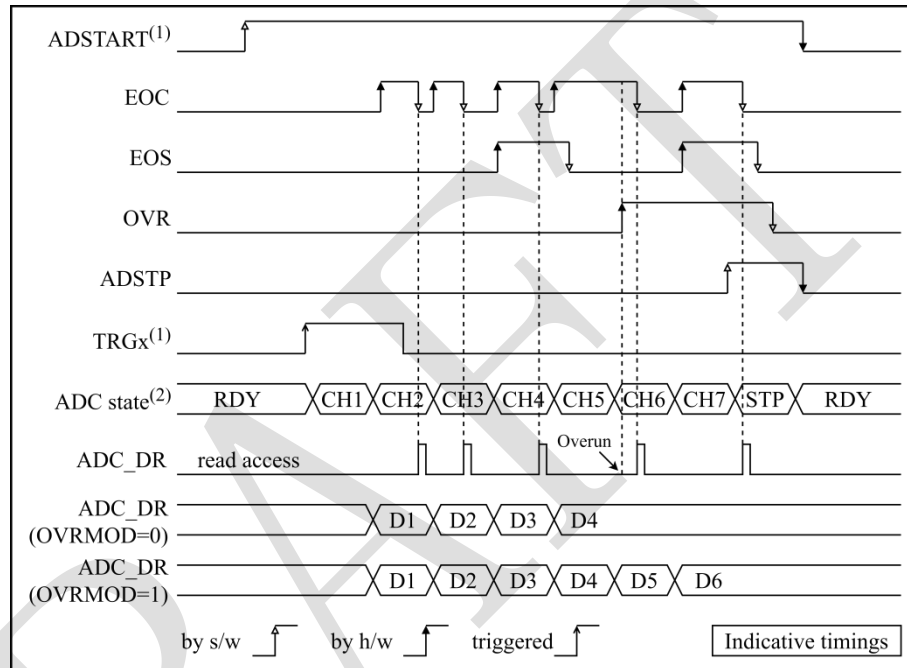 ADSTART(1)
EOC
EOS
OVR
ADSTP
TRGx(1)
ADC state(2) RDY CH1 CH2 CH3 CH4 CH5 CH6 CH7 STP RDY
Overun
ADC_DR read access
ADC_DR
(OVRMOD=0) D1 D2 D3 D4
ADC_DR
(OVRMOD=1) D1 D2 D3 D4 D5 D6
by s/w by h/w triggered Indicative timings
RAFT